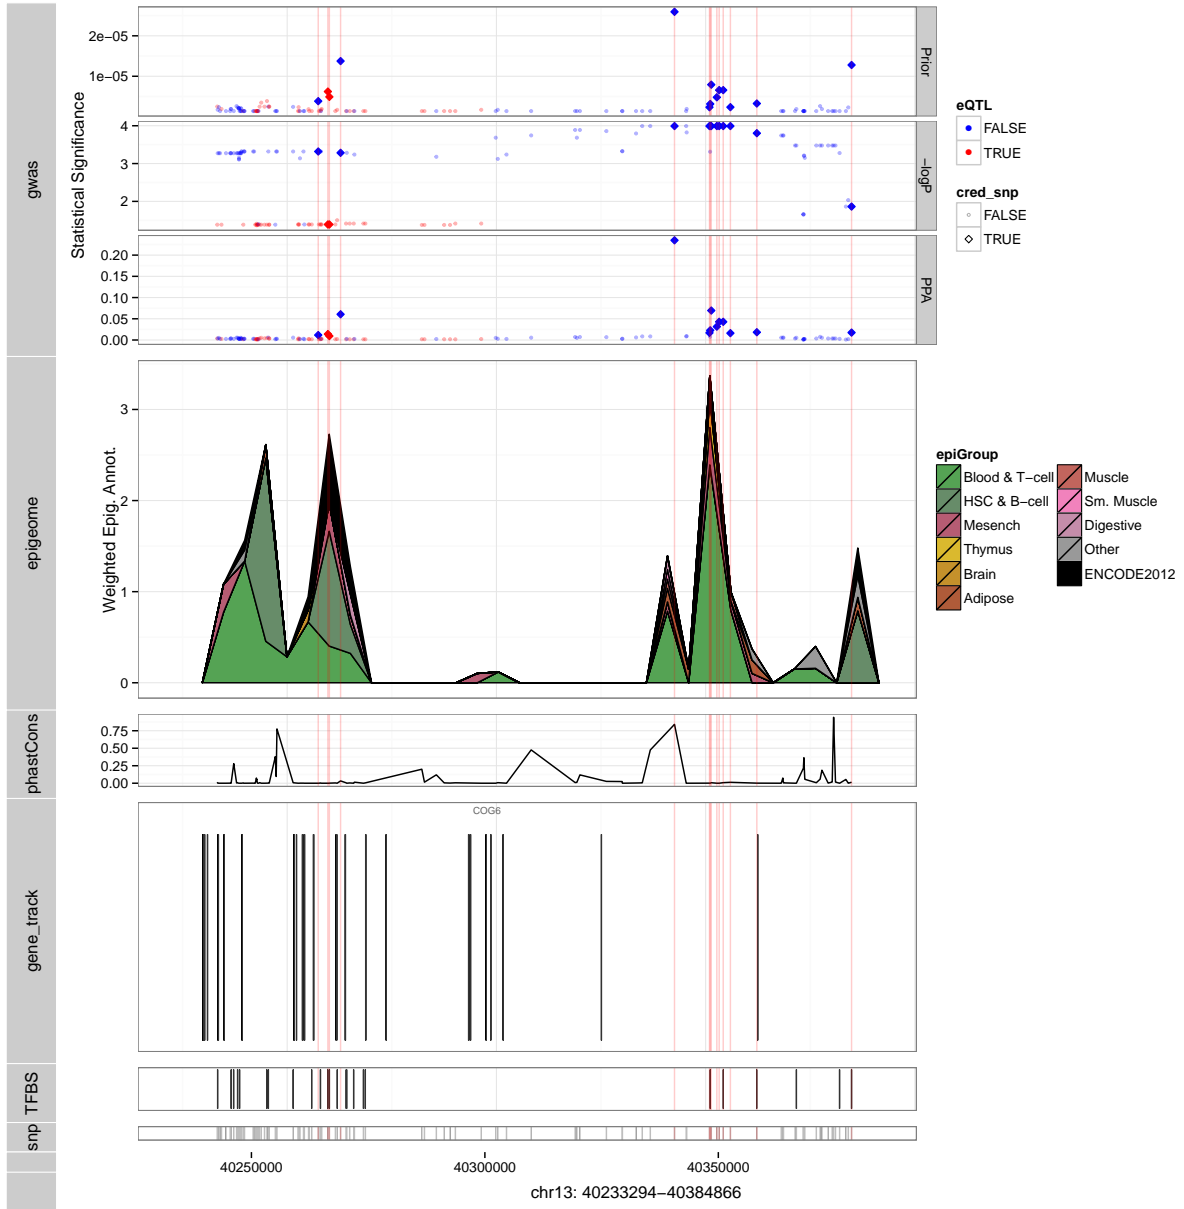 gwas
Statistical Significance
2e−05
1e−05
Prior
4
3
2
−logP
0.20
0.15
0.10
0.05
0.00
PPA
eQTL
FALSE
TRUE
cred_snp
FALSE
TRUE
epigeome
Weighted Epig. Annot.
3
2
1
0
epiGroup
Blood & T−cell
HSC & B−cell
Mesench
Thymus
Brain
Adipose
Muscle
Sm. Muscle
Digestive
Other
ENCODE2012
phastCons
0.75
0.50
0.25
0.00
gene_track
COG6
TFBS
snp
40250000
40300000
40350000
chr13: 40233294−40384866